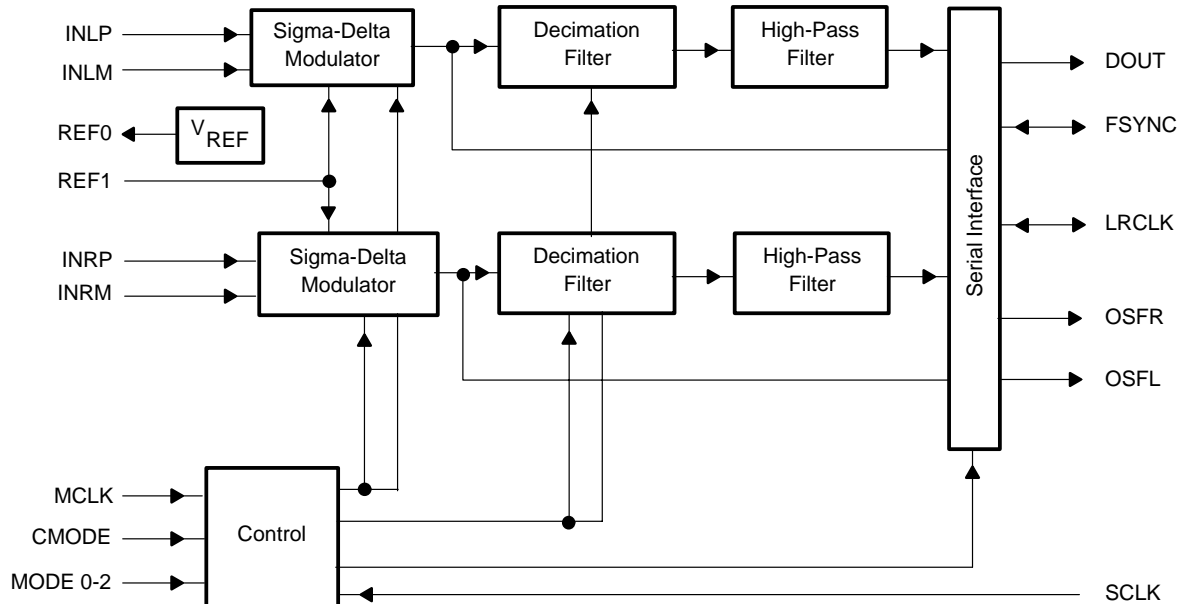 INLP
INLM
REF0
REF1
INRP
INRM
MCLK
CMODE
MODE 0-2
Sigma-Delta
Modulator
VREF
Sigma-Delta
Modulator
Control
Decimation
Filter
Decimation
Filter
High-Pass
Filter
High-Pass
Filter
Serial Interface
DOUT
FSYNC
LRCLK
OSFR
OSFL
SCLK